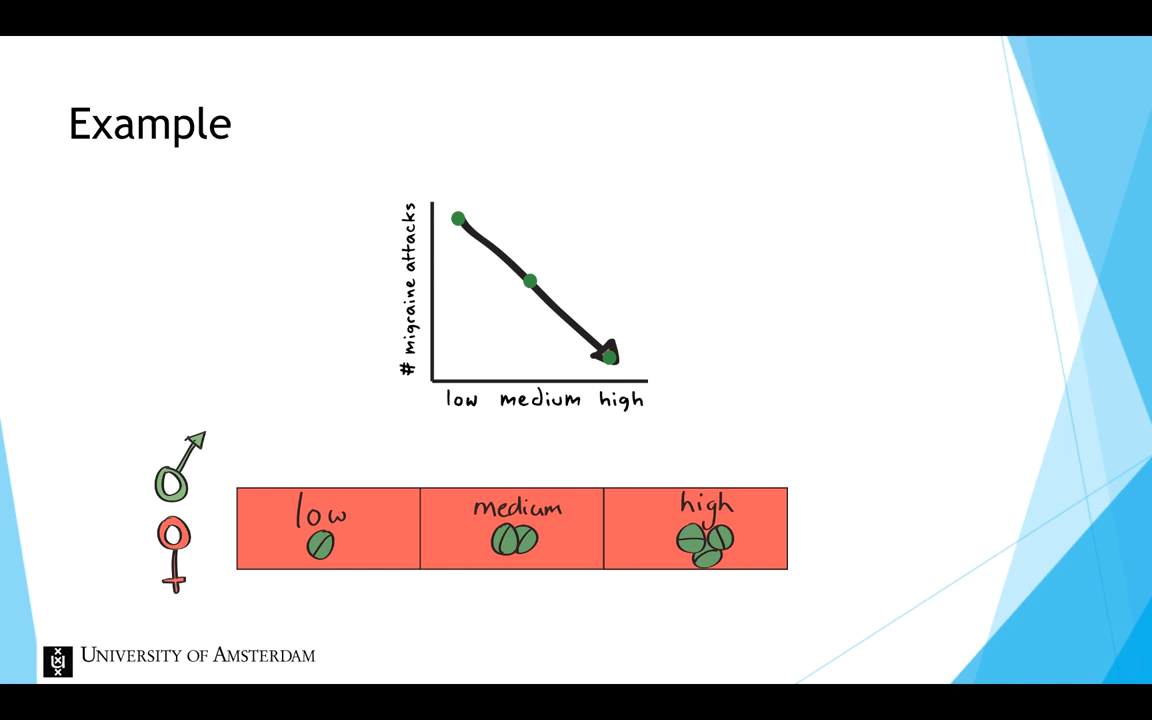 Example
# migraine attacks
low medium high
low medium high
UNIVERSITY OF AMSTERDAM